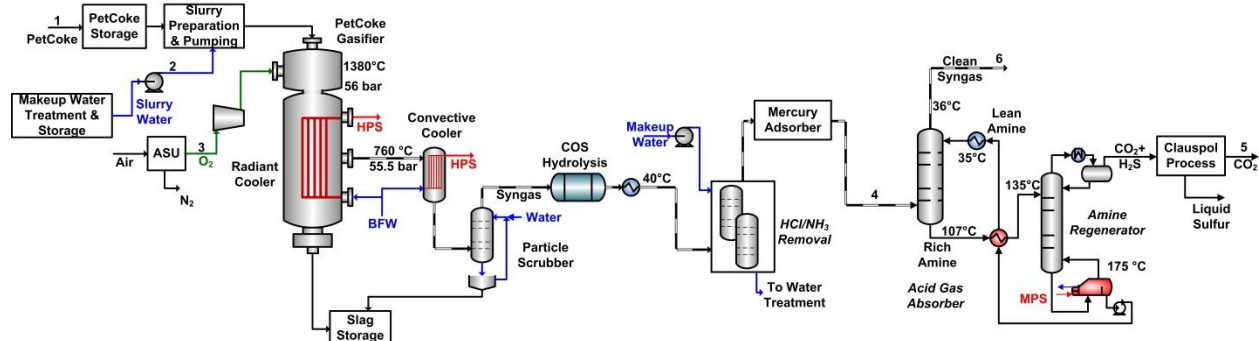 1
PetCoke
PetCoke
Storage
Slurry
Preparation
& Pumping
2
Makeup Water
Treatment &
Storage
Slurry
Water
Air
ASU
3
O₂
N₂
PetCoke
Gasifier
1380°C
56 bar
HPS
Radiant
Cooler
760 °C
55.5 bar
BFW
Convective
Cooler
HPS
Syngas
Water
Particle
Scrubber
Slag
Storage
COS
Hydrolysis
40°C
Makeup
Water
HCl/NH₃
Removal
To Water
Treatment
Mercury
Adsorber
4
Clean
Syngas
6
36°C
Lean
Amine
35°C
107°C
Rich
Amine
Acid Gas
Absorber
135°C
CO₂+
H₂S
Amine
Regenerator
175 °C
MPS
Clauspol
Process
5
CO₂
Liquid
Sulfur